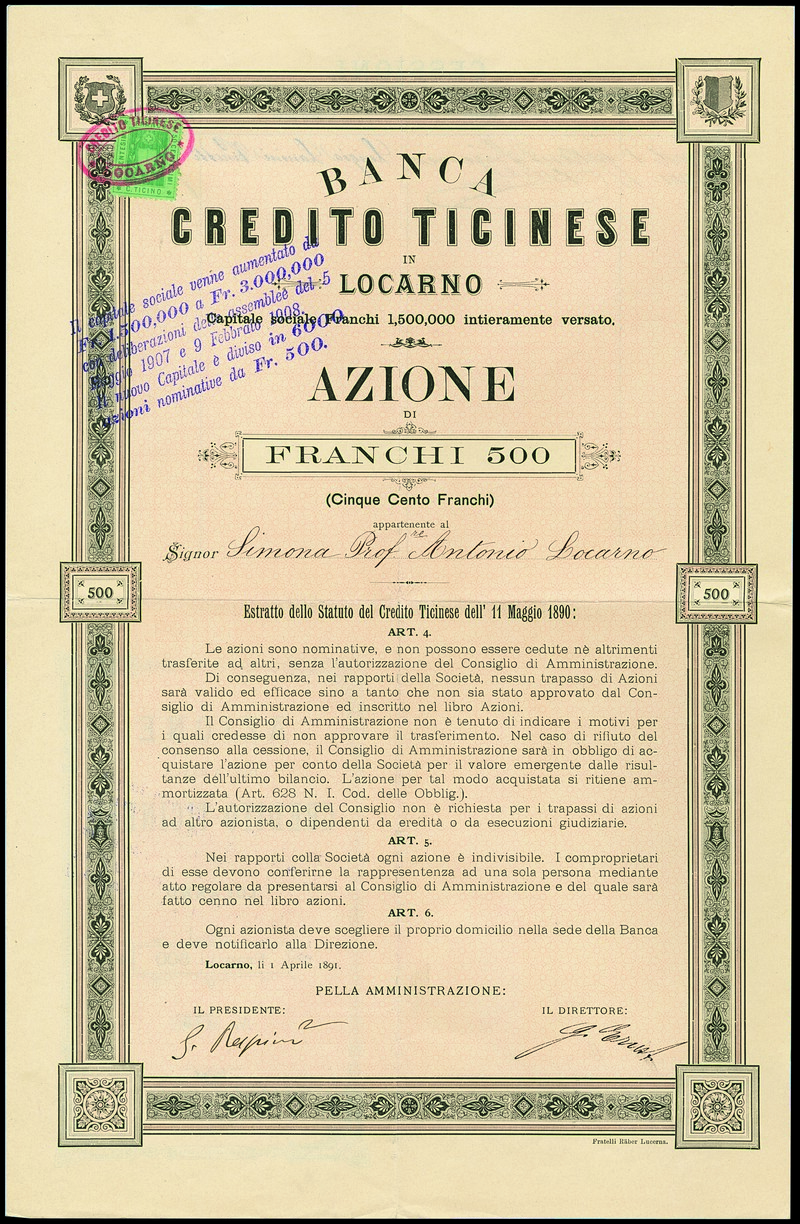 CREDITO TICINESE
LOCARNO
C. TICINO
BANCA
CREDITO TICINESE
IN
LOCARNO
Capitale sociale Franchi 1,500,000 intieramente versato.
Il capitale sociale venne aumentato da
Fr. 1.500,000 a Fr. 3.000,000
con deliberazioni delle assemblee del 5
Maggio 1907 e 9 Febbraio 1908.
Il nuovo Capitale è diviso in 6000
azioni nominative da Fr. 500.
AZIONE
DI
FRANCHI 500
(Cinque Cento Franchi)
appartenente al
Signor Simona Prof.re Antonio Locarno
500
500
Estratto dello Statuto del Credito Ticinese dell' 11 Maggio 1890:
ART. 4.
Le azioni sono nominative, e non possono essere cedute nè altrimenti
trasferite ad altri, senza l'autorizzazione del Consiglio di Amministrazione.
Di conseguenza, nei rapporti della Società, nessun trapasso di Azioni
sarà valido ed efficace sino a tanto che non sia stato approvato dal Con-
siglio di Amministrazione ed inscritto nel libro Azioni.
Il Consiglio di Amministrazione non è tenuto di indicare i motivi per
i quali credesse di non approvare il trasferimento. Nel caso di rifiuto del
consenso alla cessione, il Consiglio di Amministrazione sarà in obbligo di ac-
quistare l'azione per conto della Società per il valore emergente dalle risul-
tanze dell'ultimo bilancio. L'azione per tal modo acquistata si ritiene am-
mortizzata (Art. 628 N. I. Cod. delle Obblig.).
L'autorizzazione del Consiglio non è richiesta per i trapassi di azioni
ad altro azionista, o dipendenti da eredità o da esecuzioni giudiziarie.
ART. 5.
Nei rapporti colla Società ogni azione è indivisibile. I comproprietari
di esse devono conferirne la rappresentenza ad una sola persona mediante
atto regolare da presentarsi al Consiglio di Amministrazione e del quale sarà
fatto cenno nel libro azioni.
ART. 6.
Ogni azionista deve scegliere il proprio domicilio nella sede della Banca
e deve notificarlo alla Direzione.
Locarno, li 1 Aprile 1891.
PELLA AMMINISTRAZIONE:
IL PRESIDENTE:
IL DIRETTORE:
Fratelli Räber Lucerna.